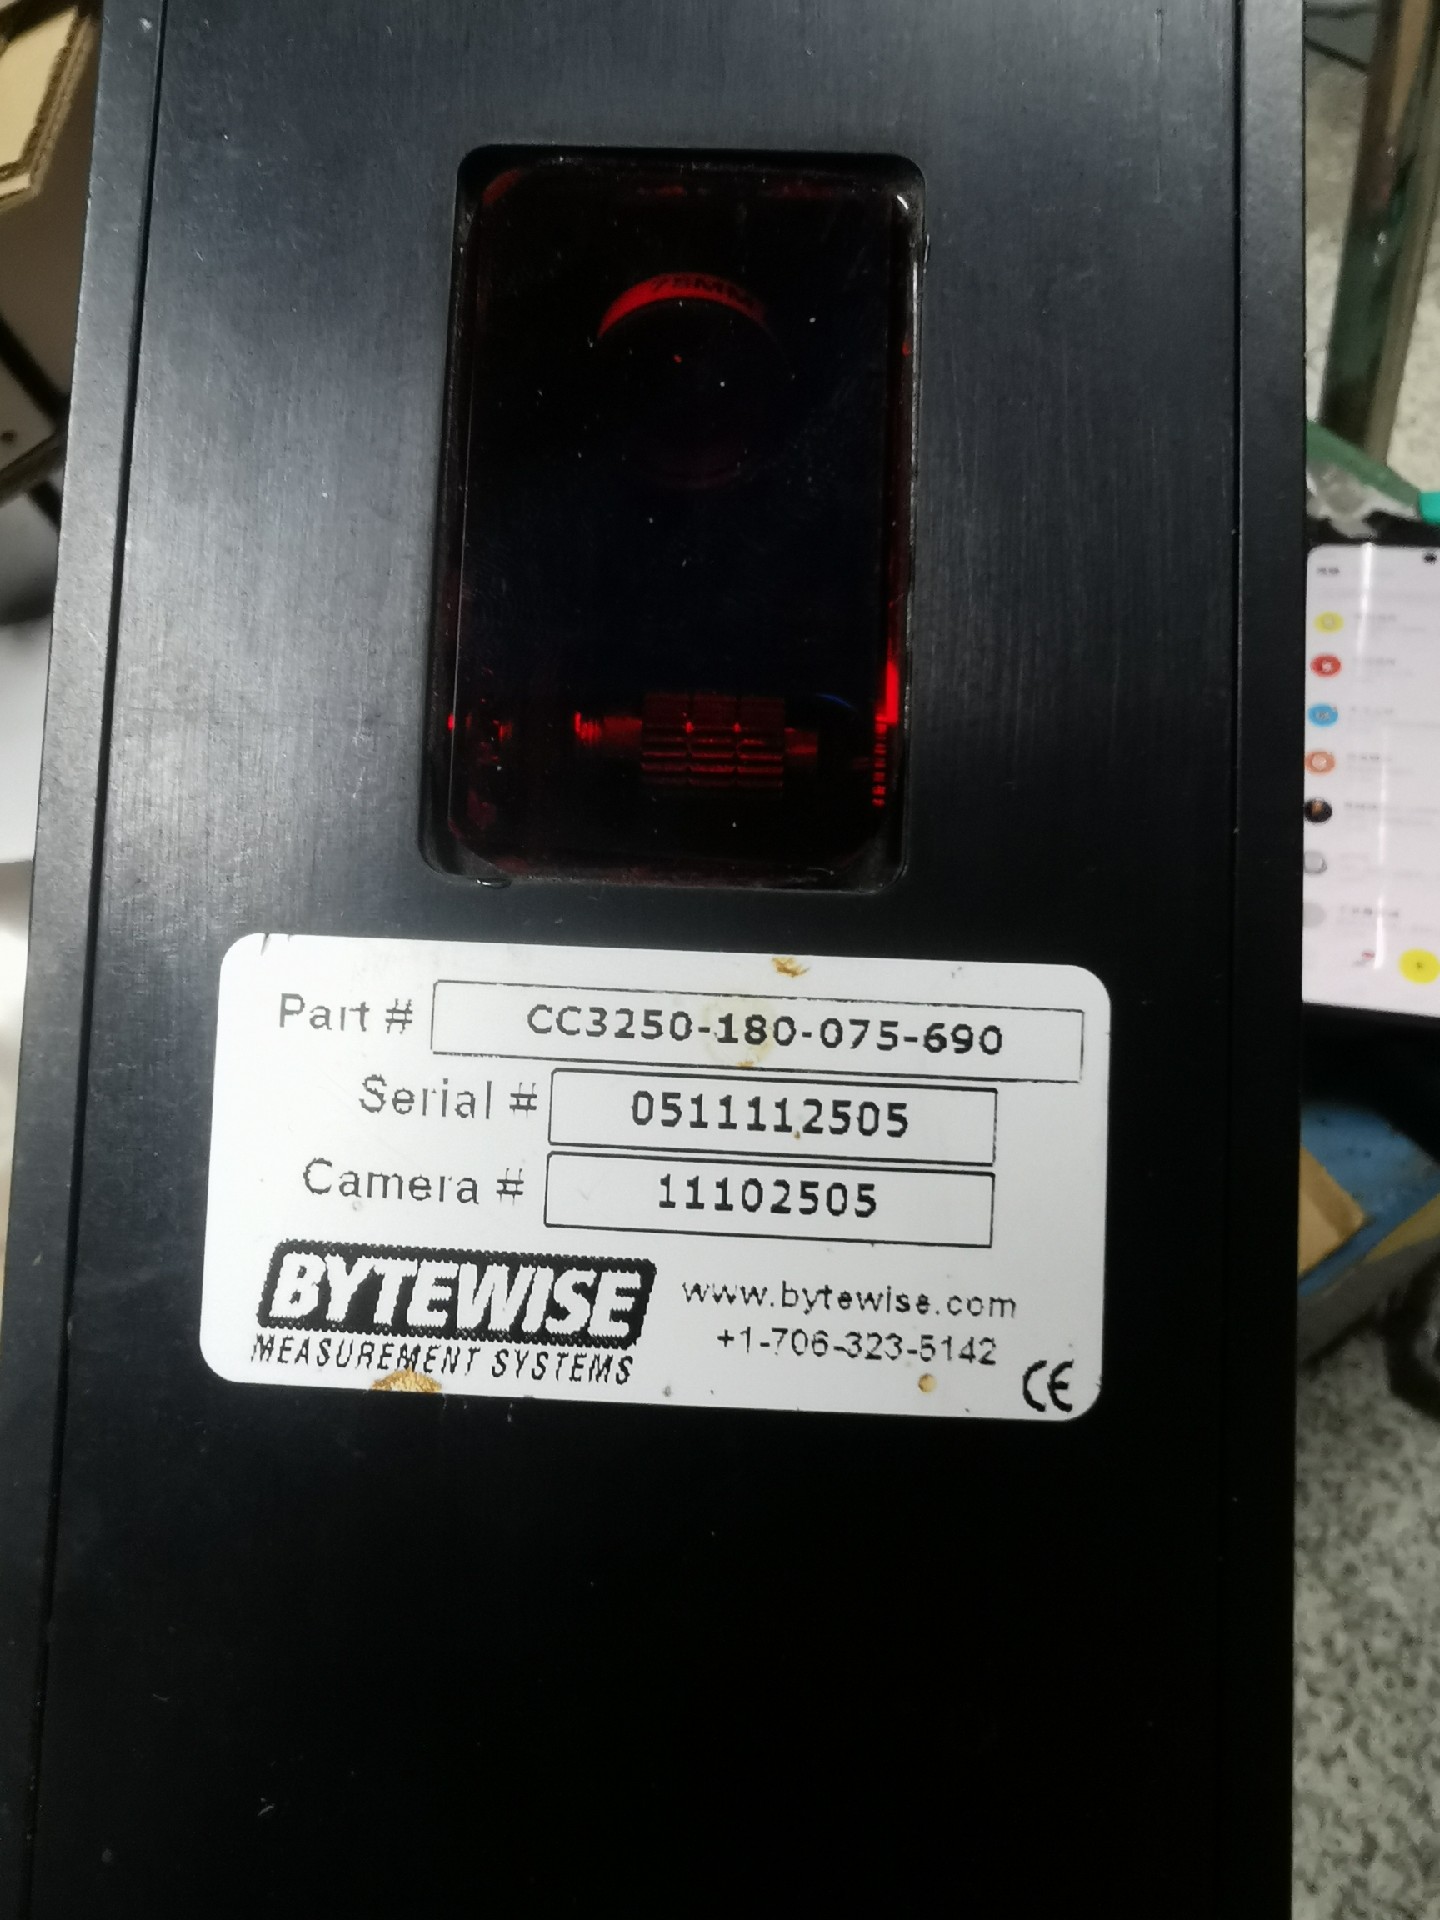 75MM
Part # CC3250-180-075-690
Serial # 0511112505
Camera # 11102505
BYTEWISE
MEASUREMENT SYSTEMS
www.bytewise.com
+1-706-323-5142
CE